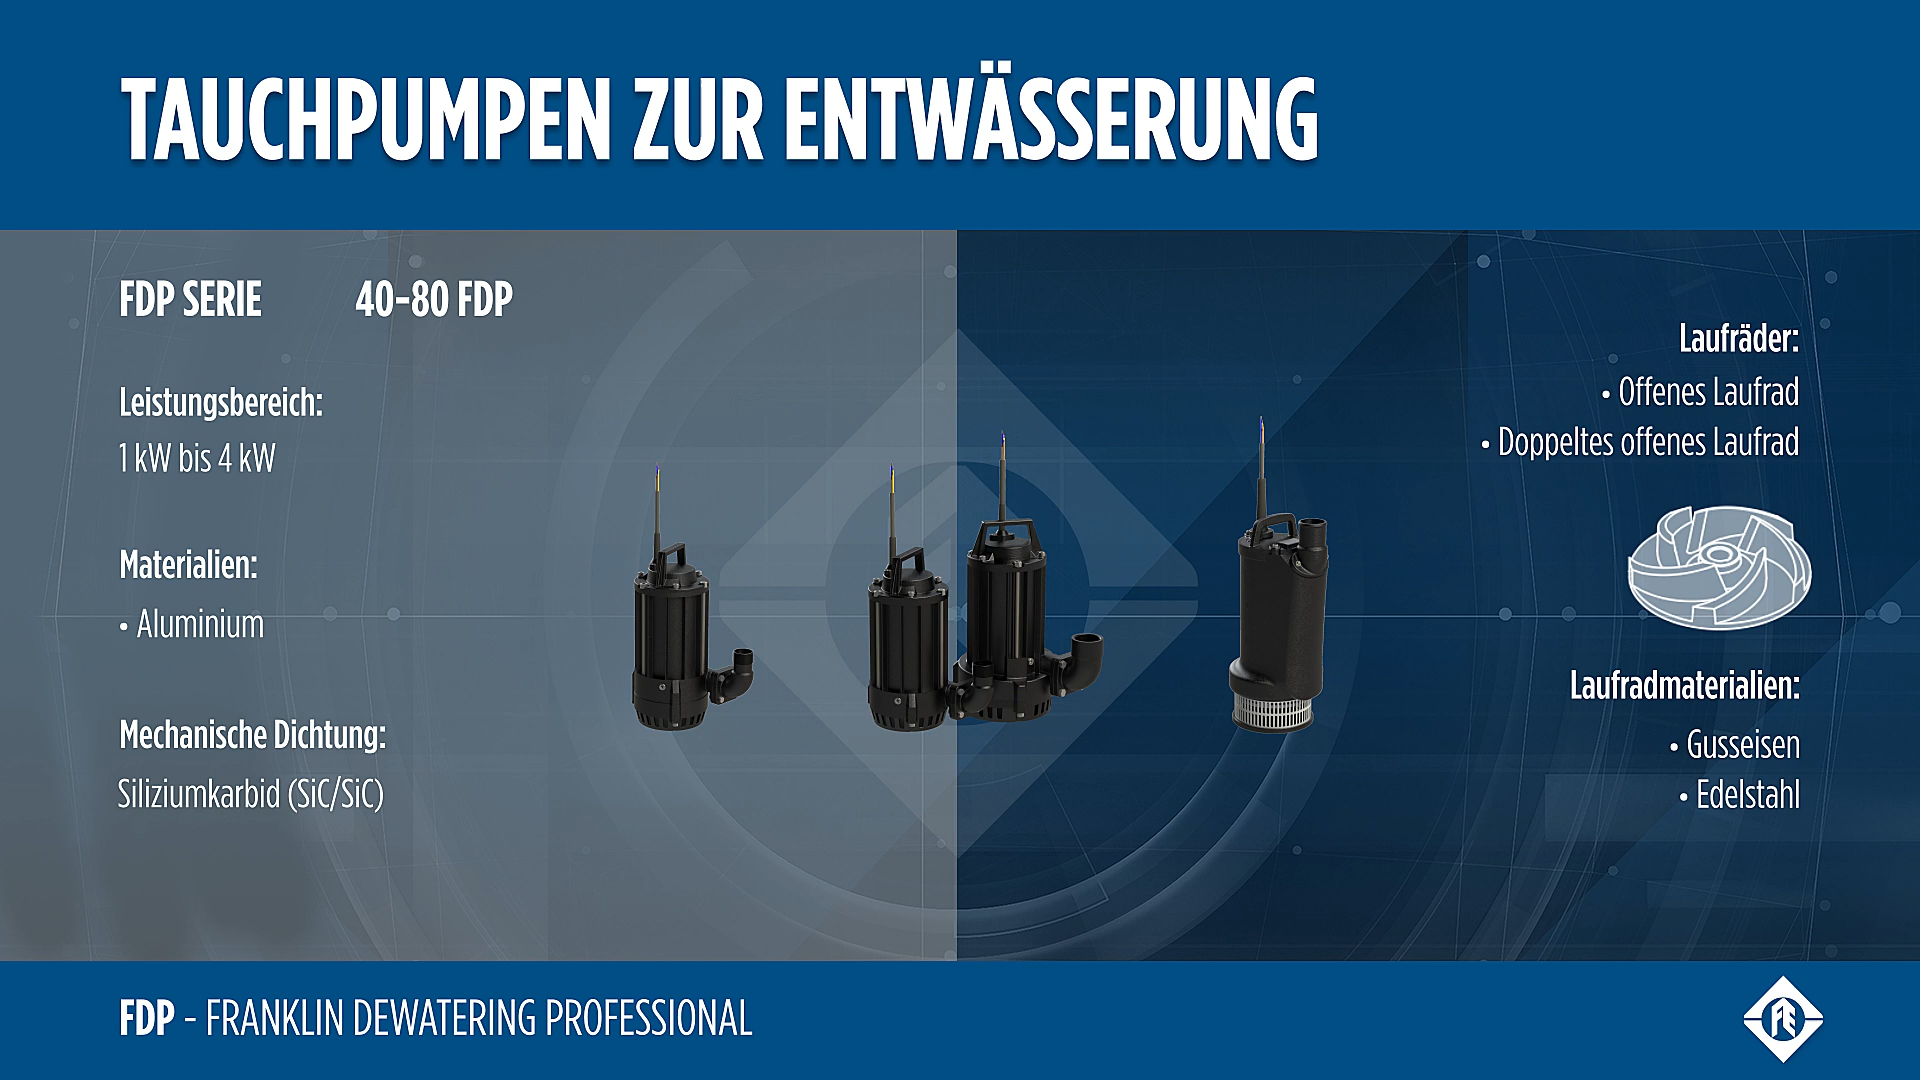 TAUCHPUMPEN ZUR ENTWÄSSERUNG
FDP SERIE 40-80 FDP
Leistungsbereich:
1 kW bis 4 kW
Materialien:
• Aluminium
Mechanische Dichtung:
Siliziumkarbid (SiC/SiC)
Laufräder:
• Offenes Laufrad
• Doppeltes offenes Laufrad
Laufradmaterialien:
• Gusseisen
• Edelstahl
FDP - FRANKLIN DEWATERING PROFESSIONAL
FE